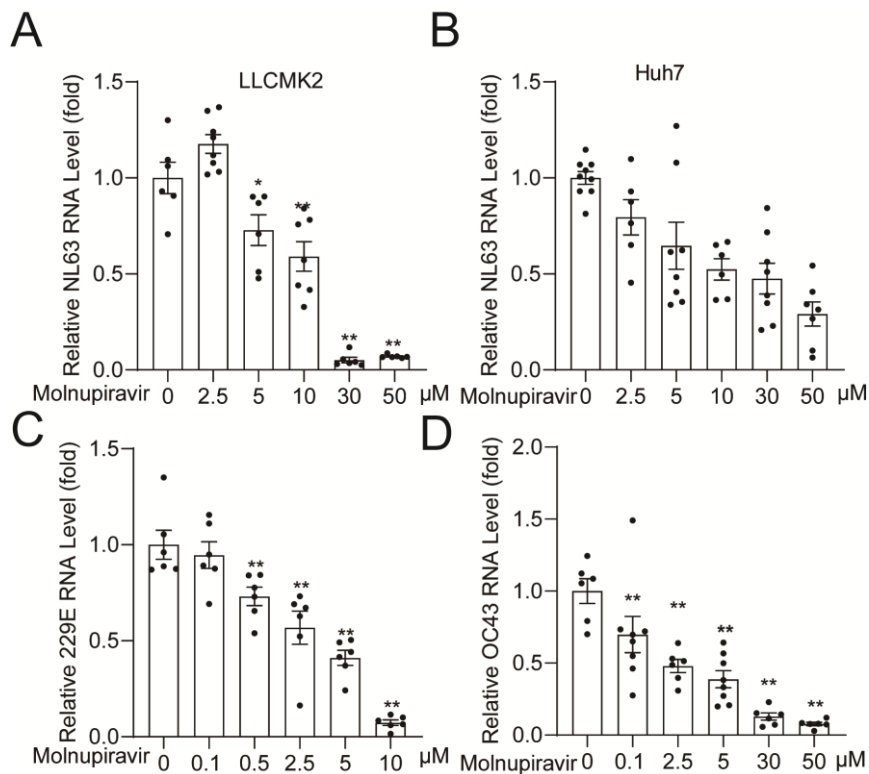 A
LLCMK2
Relative NL63 RNA Level (fold)
1.5
1.0
0.5
0.0
* ** ** **
Molnupiravir 0 2.5 5 10 30 50 µM
B
Huh7
Relative NL63 RNA Level (fold)
1.5
1.0
0.5
0.0
Molnupiravir 0 2.5 5 10 30 50 µM
C
Relative 229E RNA Level (fold)
1.5
1.0
0.5
0.0
** ** ** **
Molnupiravir 0 0.1 0.5 2.5 5 10 µM
D
Relative OC43 RNA Level (fold)
2.0
1.5
1.0
0.5
0.0
** ** ** ** **
Molnupiravir 0 0.1 2.5 5 30 50 µM